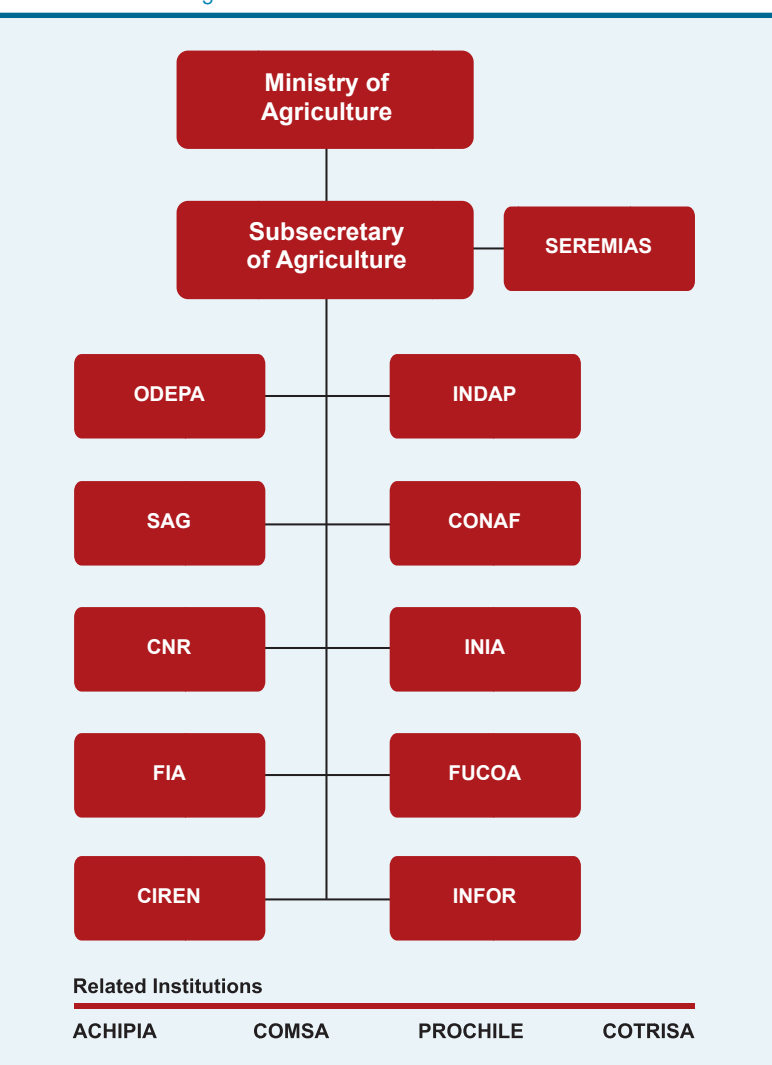 Ministry of
Agriculture
Subsecretary
of Agriculture
SEREMIAS
ODEPA
INDAP
SAG
CONAF
CNR
INIA
FIA
FUCOA
CIREN
INFOR
Related Institutions
ACHIPIA COMSA PROCHILE COTRISA